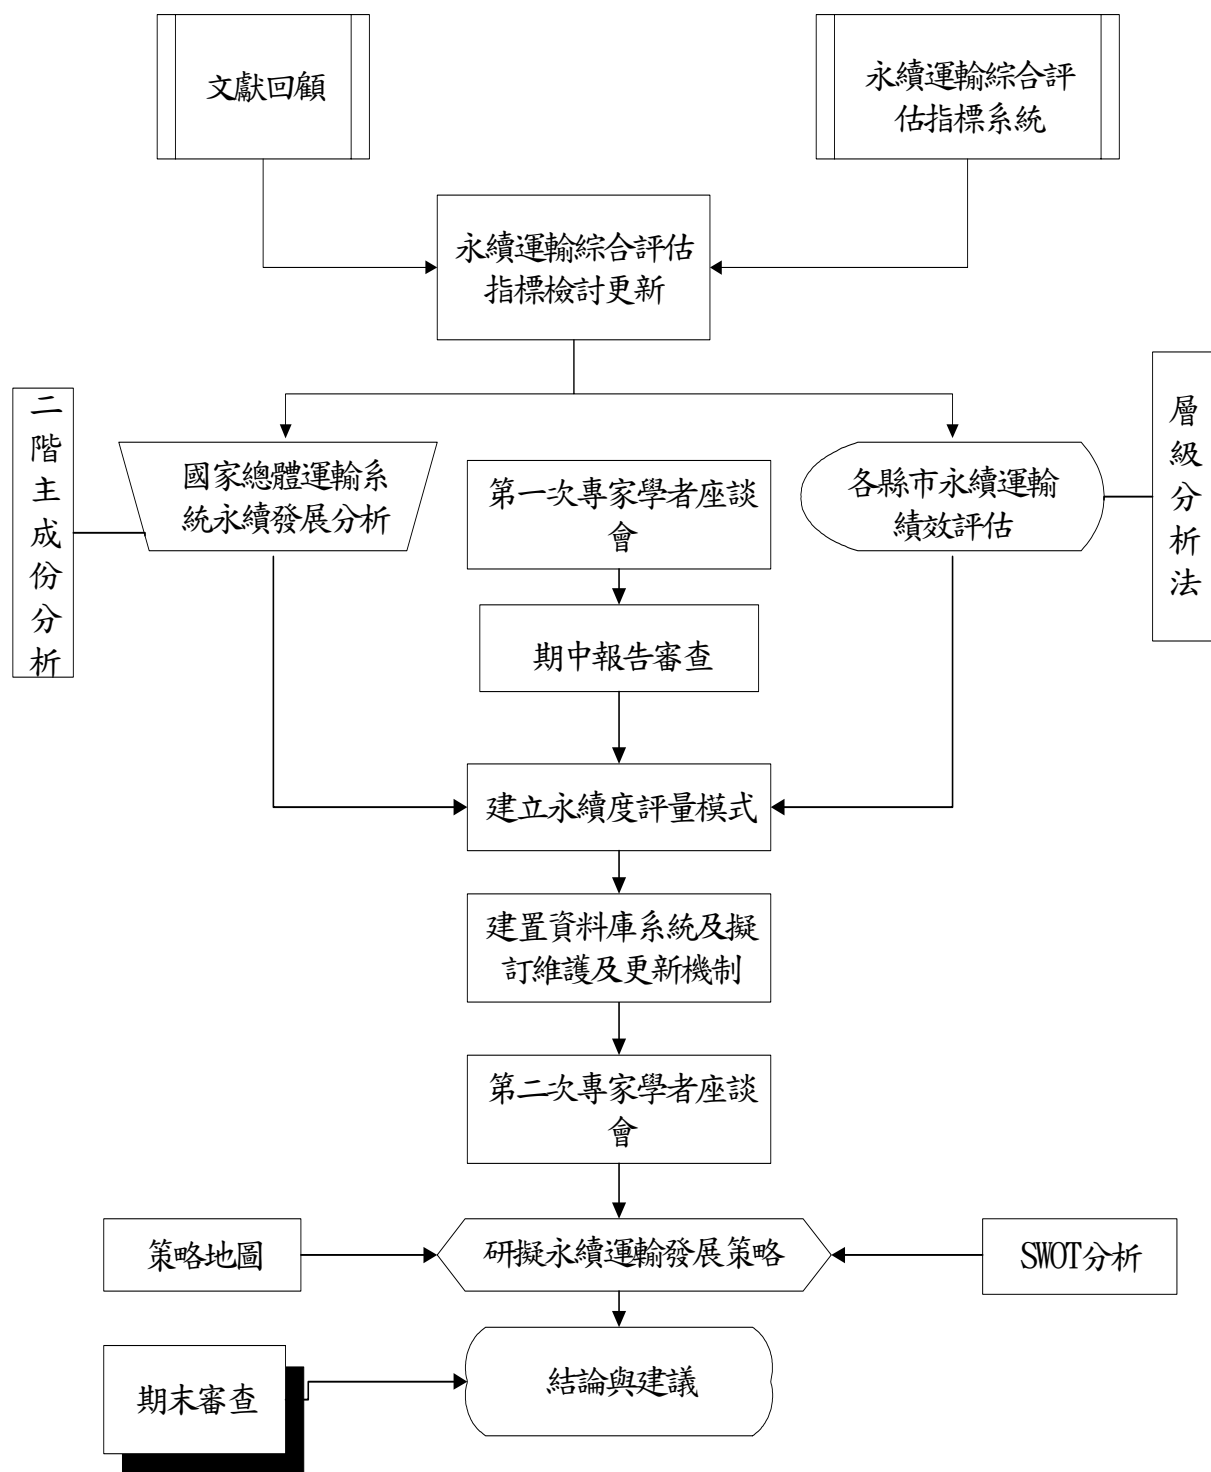 文獻回顧
永續運輸綜合評
估指標系統
永續運輸綜合評估
指標檢討更新
二階主成份分析
國家總體運輸系
統永續發展分析
第一次專家學者座談
會
各縣市永續運輸
績效評估
層級分析法
期中報告審查
建立永續度評量模式
建置資料庫系統及擬
訂維護及更新機制
第二次專家學者座談
會
策略地圖
研擬永續運輸發展策略
SWOT分析
期末審查
結論與建議